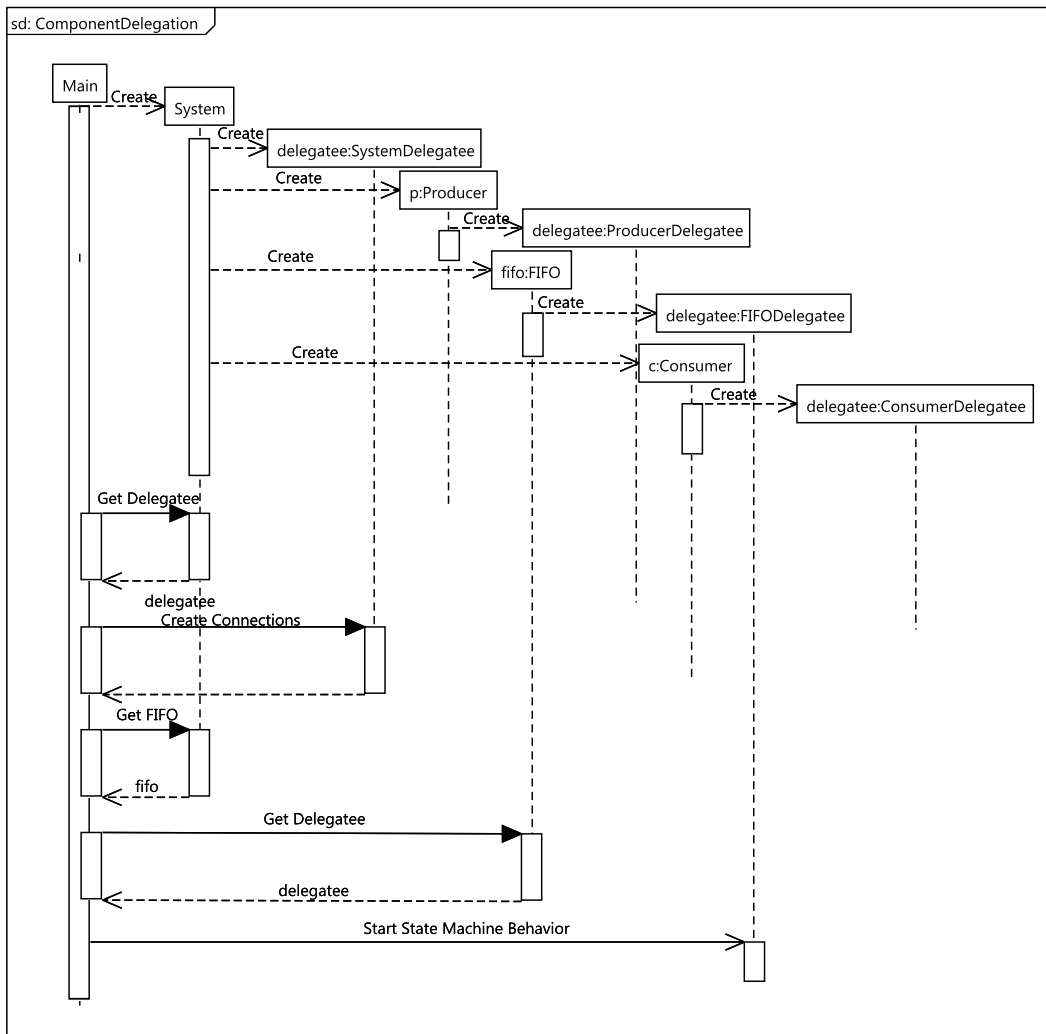 sd: ComponentDelegation
Main
Create
System
Create
delegatee:SystemDelegatee
Create
p:Producer
Create
delegatee:ProducerDelegatee
Create
fifo:FIFO
Create
delegatee:FIFODelegatee
Create
c:Consumer
Create
delegatee:ConsumerDelegatee
Get Delegatee
delegatee
Create Connections
Get FIFO
fifo
Get Delegatee
delegatee
Start State Machine Behavior